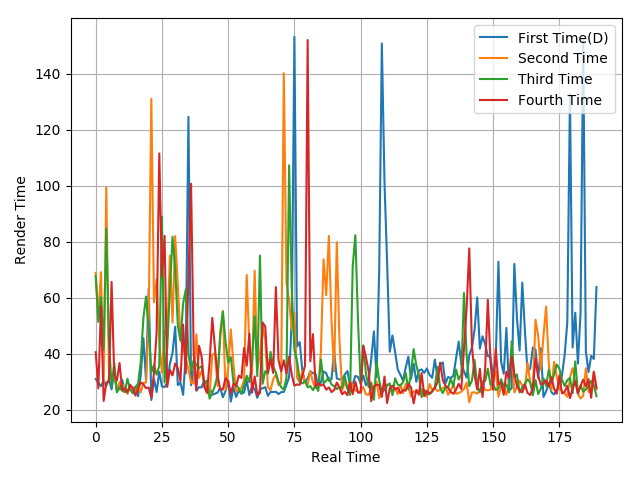 First Time(D)
Second Time
Third Time
Fourth Time
Render Time
140
120
100
80
60
40
20
0 25 50 75 100 125 150 175
Real Time